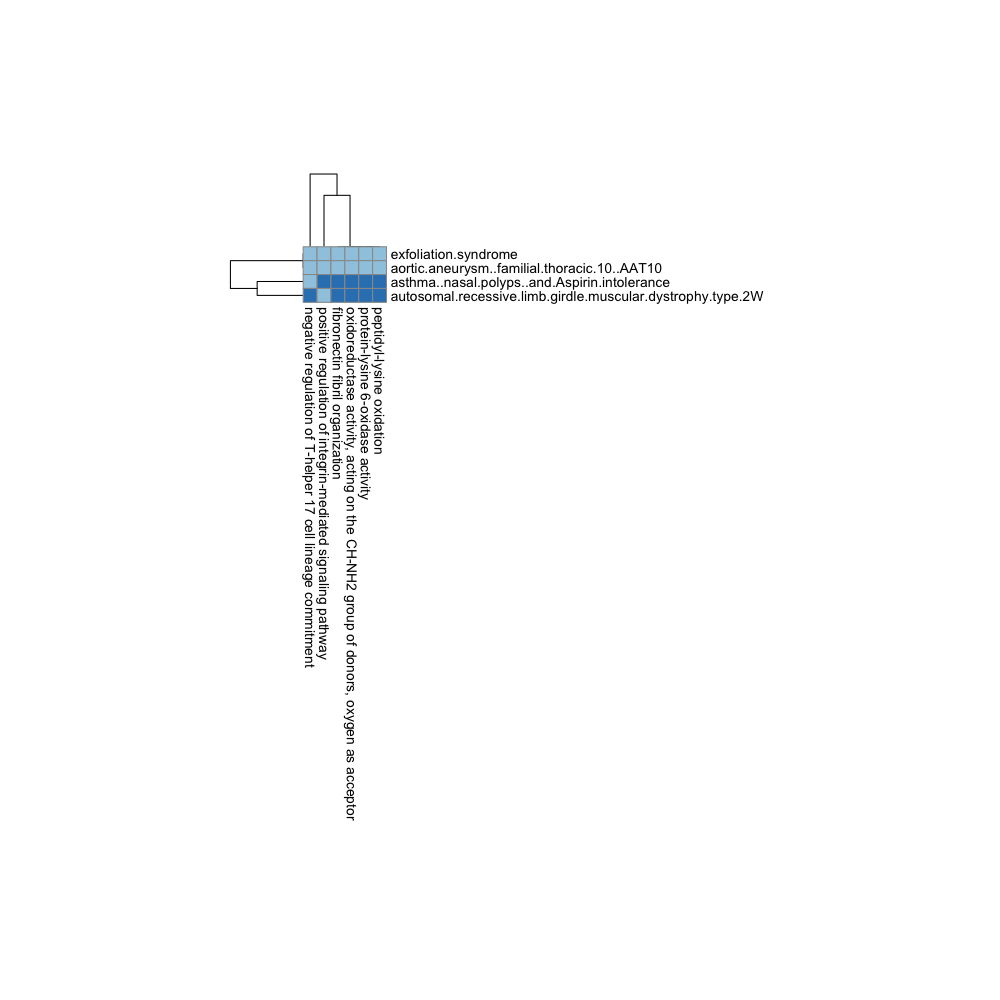 exfoliation.syndrome
aortic.aneurysm..familial.thoracic.10..AAT10
asthma..nasal.polyps..and.Aspirin.intolerance
autosomal.recessive.limb.girdle.muscular.dystrophy.type.2W
negative regulation of T-helper 17 cell lineage commitment
positive regulation of integrin-mediated signaling pathway
fibronectin fibril organization
oxidoreductase activity, acting on the CH-NH2 group of donors, oxygen as acceptor
protein-lysine 6-oxidase activity
peptidyl-lysine oxidation